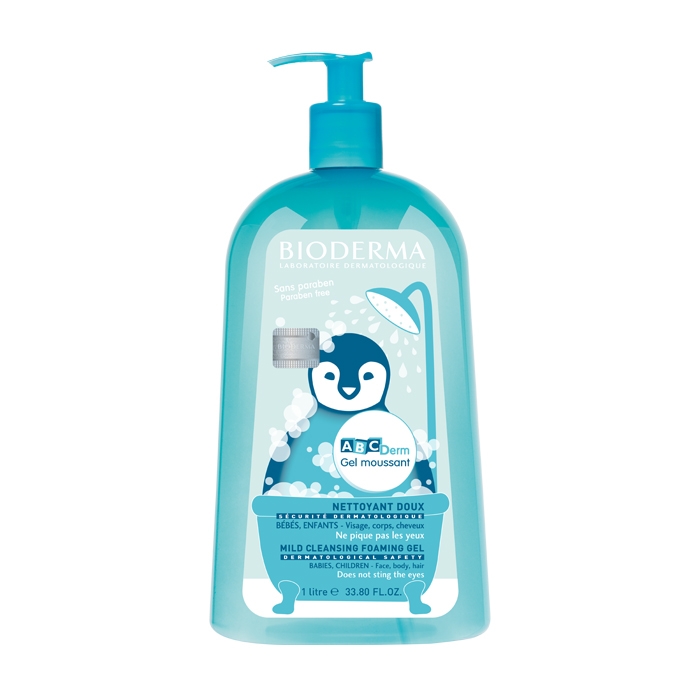 BIODERMA
LABORATOIRE DERMATOLOGIQUE
Sans paraben
Paraben free
BIODERMA
ABCDerm
Gel moussant
NETTOYANT DOUX
SÉCURITÉ DERMATOLOGIQUE
BÉBÉS, ENFANTS - Visage, corps, cheveux
Ne pique pas les yeux
MILD CLEANSING FOAMING GEL
DERMATOLOGICAL SAFETY
BABIES, CHILDREN - Face, body, hair
Does not sting the eyes
1 litre ℮ 33.80 FL.OZ.